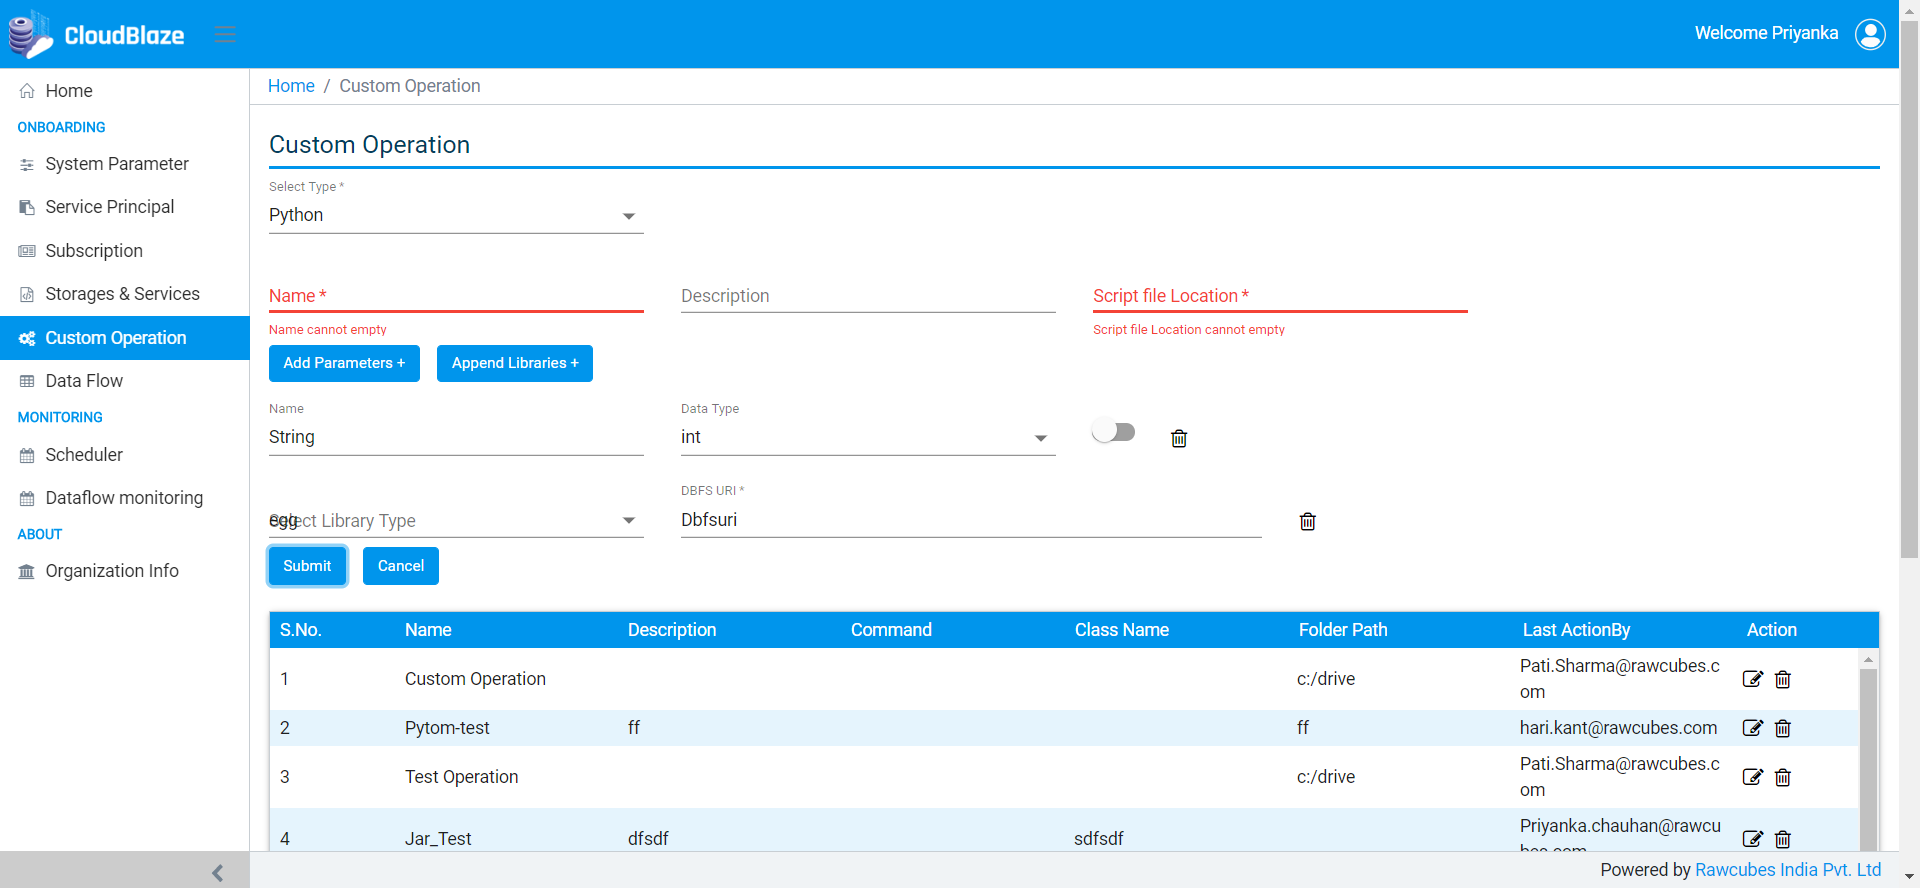 CloudBlaze
Welcome Priyanka
Home
ONBOARDING
System Parameter
Service Principal
Subscription
Storages & Services
Custom Operation
Data Flow
MONITORING
Scheduler
Dataflow monitoring
ABOUT
Organization Info
Home / Custom Operation
Custom Operation
Select Type *
Python
Name * Description Script file Location *
Name cannot empty Script file Location cannot empty
Add Parameters + Append Libraries +
Name Data Type
String int
DBFS URI *
egg Select Library Type Dbfsuri
Submit Cancel
S.No. Name Description Command Class Name Folder Path Last ActionBy Action
1 Custom Operation c:/drive Pati.Sharma@rawcubes.c
om
2 Pytom-test ff ff hari.kant@rawcubes.com
3 Test Operation c:/drive Pati.Sharma@rawcubes.c
om
4 Jar_Test dfsdf sdfsdf Priyanka.chauhan@rawcu
bes.com
Powered by Rawcubes India Pvt. Ltd